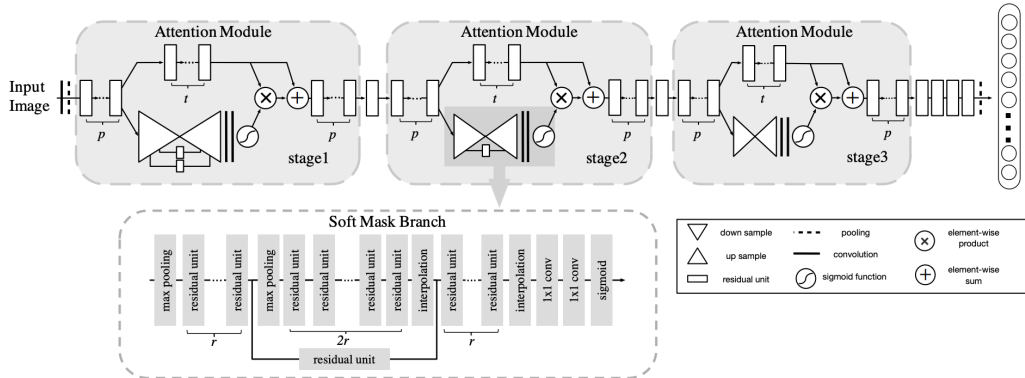 Attention Module
Attention Module
Attention Module
Input
Image
p
t
p
stage1
p
t
p
stage2
p
t
p
stage3
Soft Mask Branch
max pooling
residual unit
residual unit
max pooling
residual unit
residual unit
residual unit
residual unit
interpolation
residual unit
residual unit
interpolation
1x1 conv
1x1 conv
sigmoid
r
2r
r
residual unit
down sample
up sample
residual unit
pooling
convolution
sigmoid function
element-wise
product
element-wise
sum